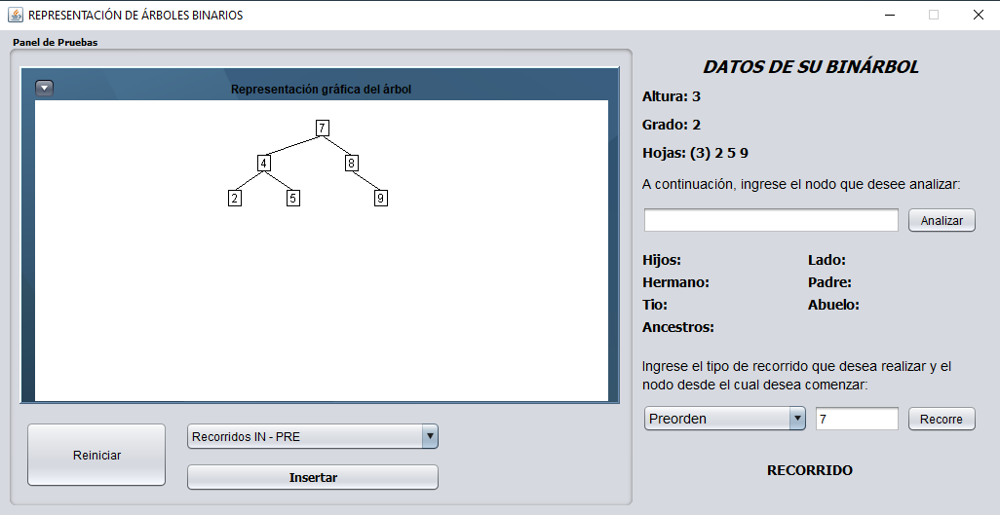 REPRESENTACIÓN DE ÁRBOLES BINARIOS
Panel de Pruebas
Representación gráfica del árbol
7
4 8
2 5 9
Reiniciar
Recorridos IN - PRE
Insertar
DATOS DE SU BINÁRBOL
Altura: 3
Grado: 2
Hojas: (3) 2 5 9
A continuación, ingrese el nodo que desee analizar:
Analizar
Hijos: Lado:
Hermano: Padre:
Tio: Abuelo:
Ancestros:
Ingrese el tipo de recorrido que desea realizar y el
nodo desde el cual desea comenzar:
Preorden 7 Recorre
RECORRIDO